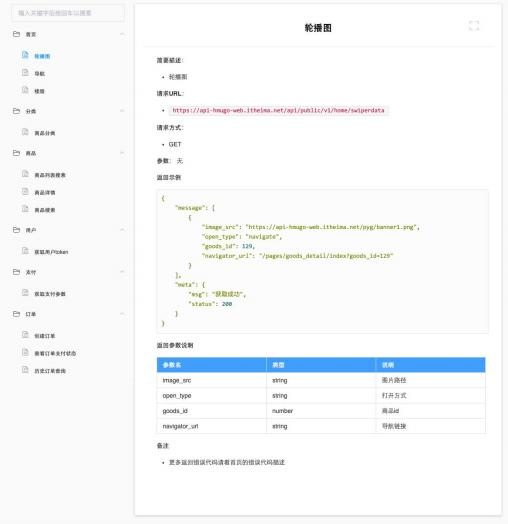 输入关键字后按回车以搜索
首页
轮播图
导航
楼层
分类
商品分类
商品
商品列表搜索
商品详情
商品搜索
用户
获取用户token
支付
获取支付参数
订单
创建订单
查看订单支付状态
历史订单查询
轮播图
简要描述：
• 轮播图
请求URL：
• https://api-hmugo-web.itheima.net/api/public/v1/home/swiperdata
请求方式：
• GET
参数： 无
返回示例
{
"message": [
{
"image_src": "https://api-hmugo-web.itheima.net/pyg/banner1.png",
"open_type": "navigate",
"goods_id": 129,
"navigator_url": "/pages/goods_detail/index?goods_id=129"
}
],
"meta": {
"msg": "获取成功",
"status": 200
}
}
返回参数说明
参数名 类型 说明
image_src string 图片路径
open_type string 打开方式
goods_id number 商品id
navigator_url string 导航链接
备注
• 更多返回错误代码请看首页的错误代码描述